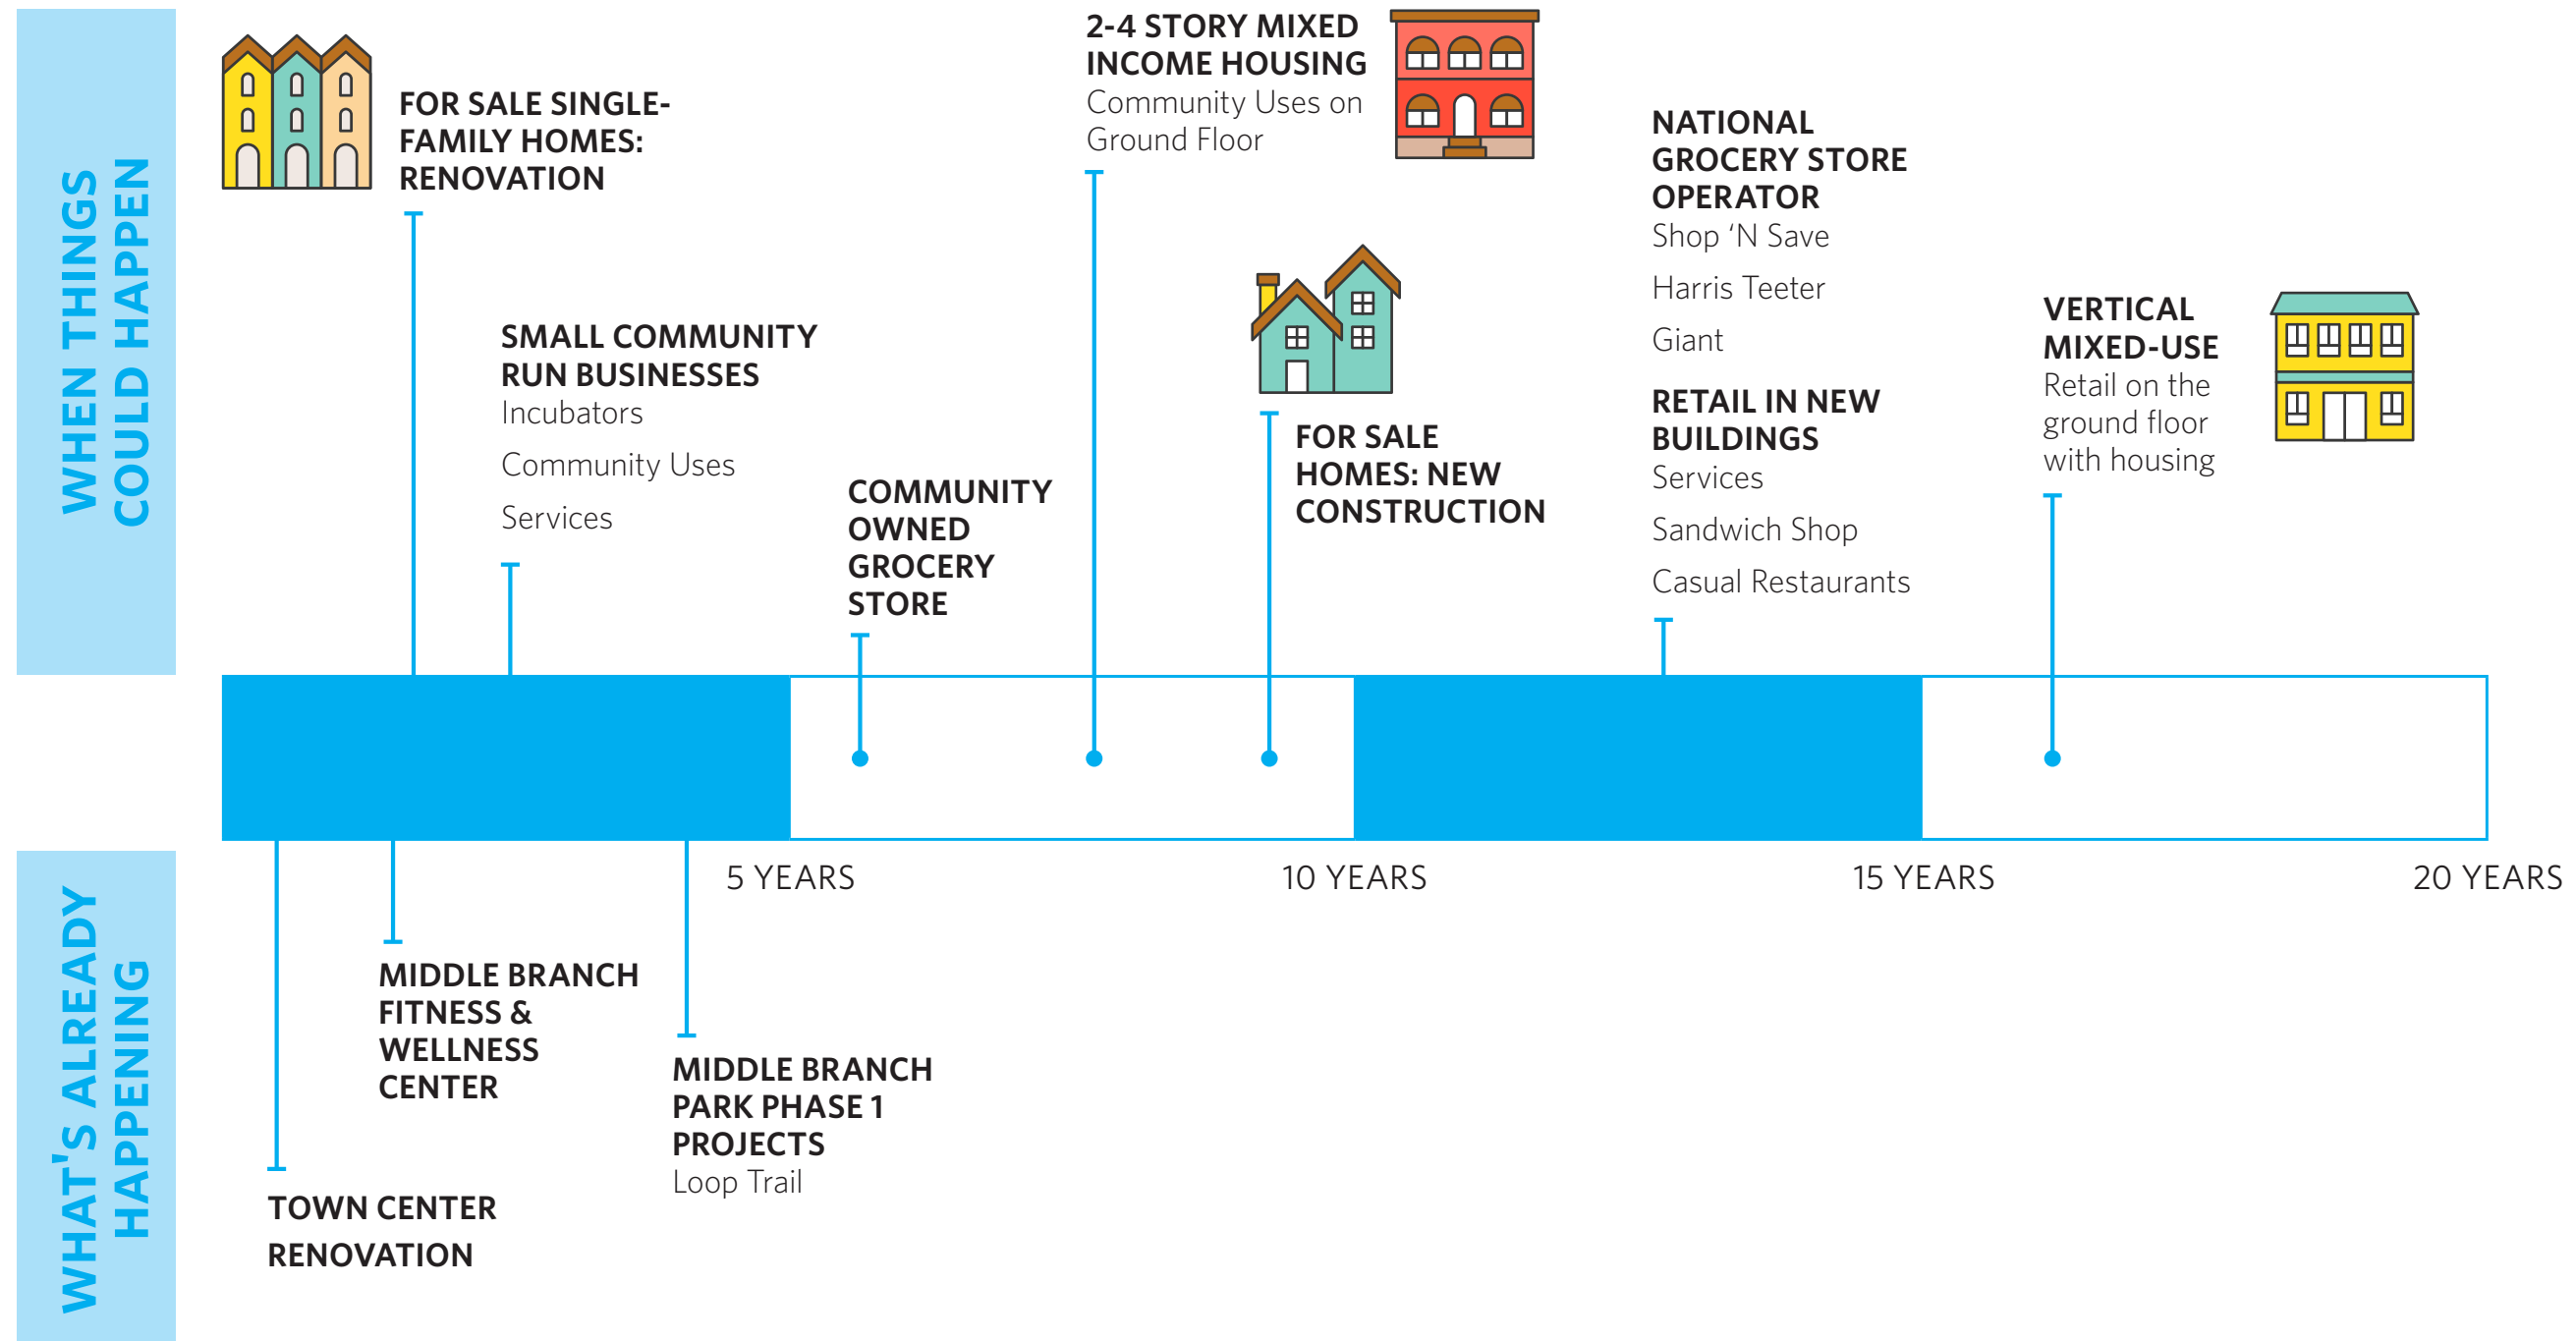 WHEN THINGS
COULD HAPPEN
FOR SALE SINGLE-
FAMILY HOMES:
RENOVATION
SMALL COMMUNITY
RUN BUSINESSES
Incubators
Community Uses
Services
COMMUNITY
OWNED
GROCERY
STORE
2-4 STORY MIXED
INCOME HOUSING
Community Uses on
Ground Floor
FOR SALE
HOMES: NEW
CONSTRUCTION
NATIONAL
GROCERY STORE
OPERATOR
Shop ‘N Save
Harris Teeter
Giant
RETAIL IN NEW
BUILDINGS
Services
Sandwich Shop
Casual Restaurants
VERTICAL
MIXED-USE
Retail on the
ground floor
with housing
5 YEARS
10 YEARS
15 YEARS
20 YEARS
WHAT'S ALREADY
HAPPENING
TOWN CENTER
RENOVATION
MIDDLE BRANCH
FITNESS &
WELLNESS
CENTER
MIDDLE BRANCH
PARK PHASE 1
PROJECTS
Loop Trail